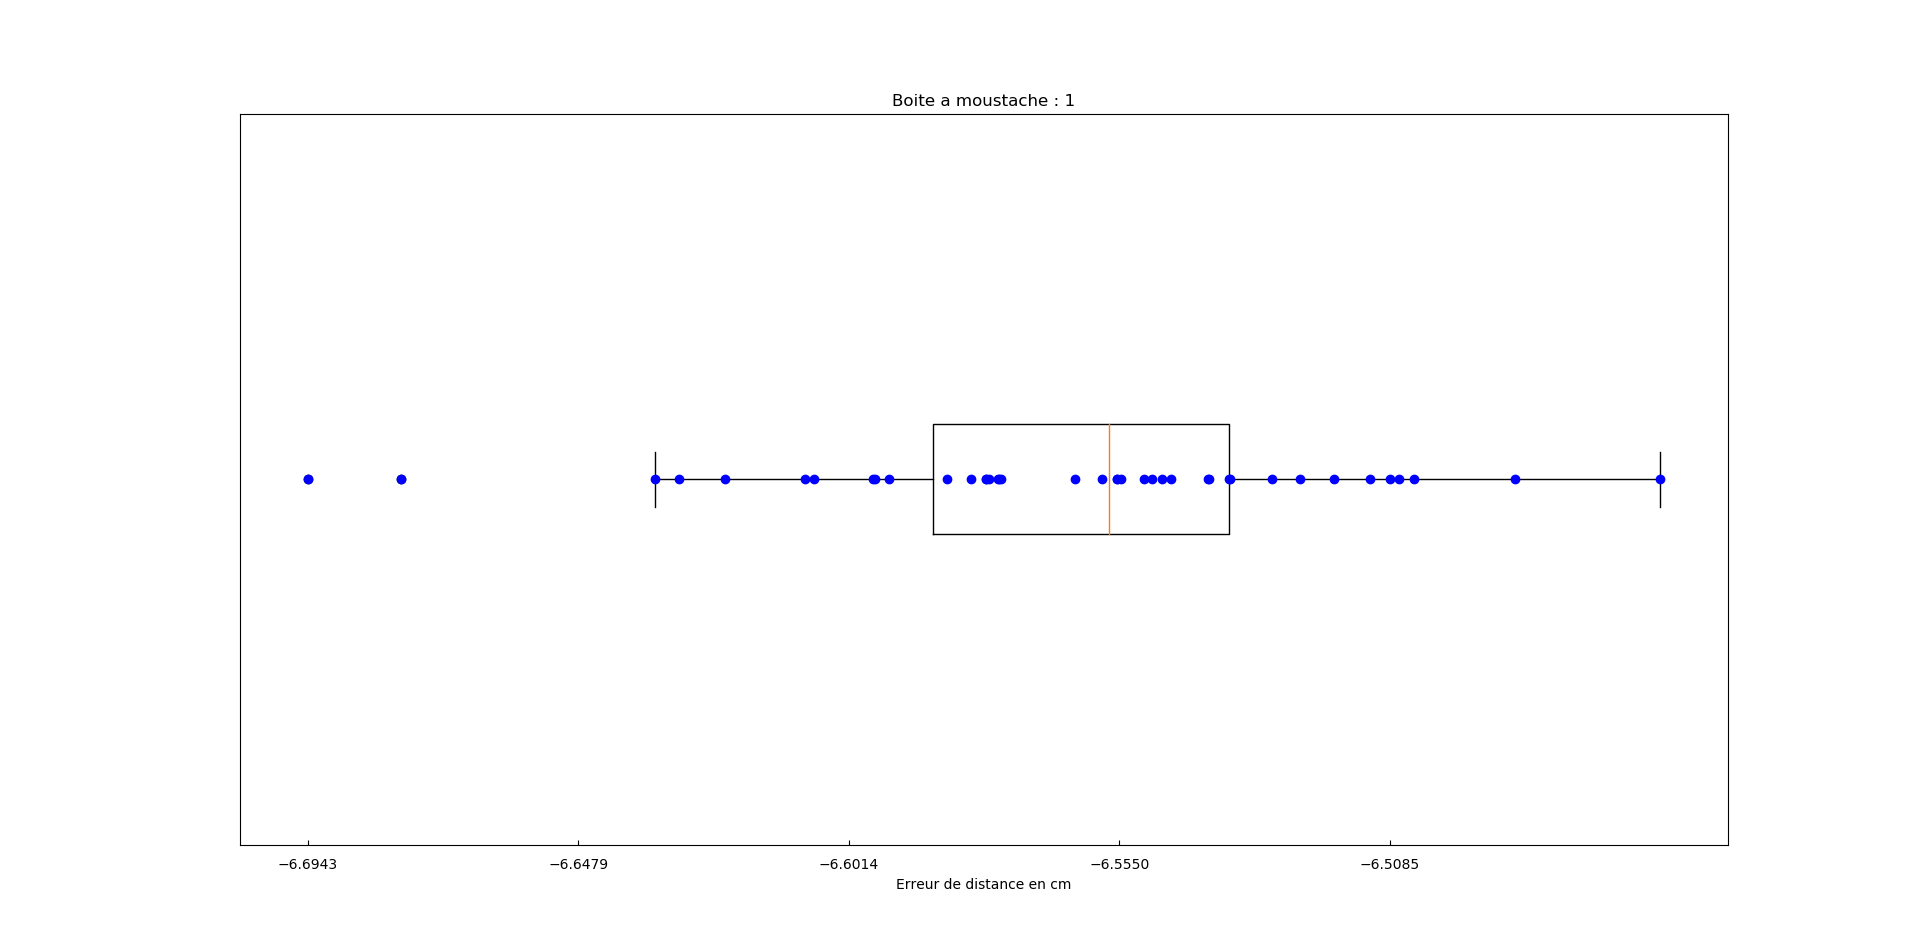 Boite a moustache : 1
−6.6943 −6.6479 −6.6014 −6.5550 −6.5085
Erreur de distance en cm